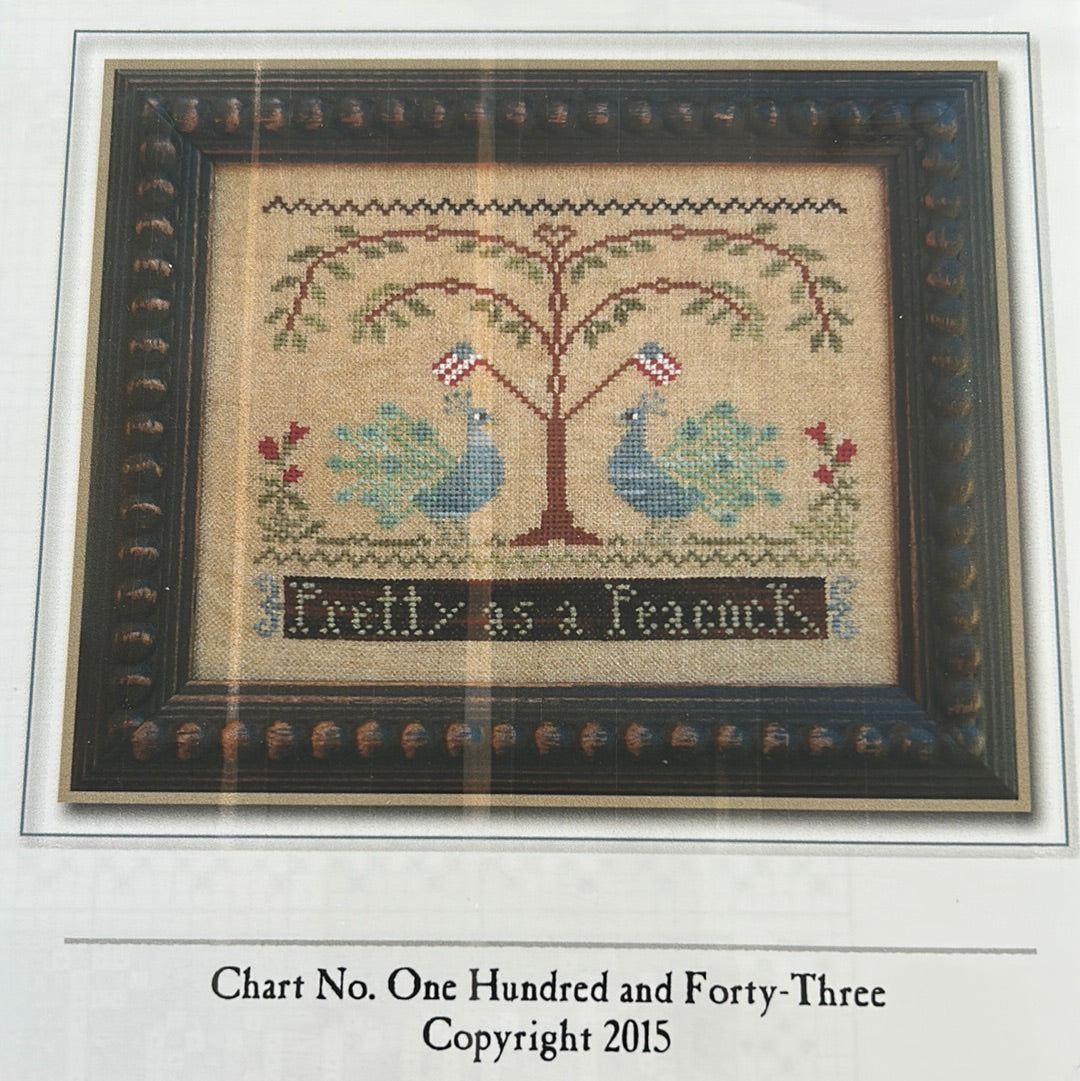 Pretty as a Peacock
Chart No. One Hundred and Forty-Three
Copyright 2015